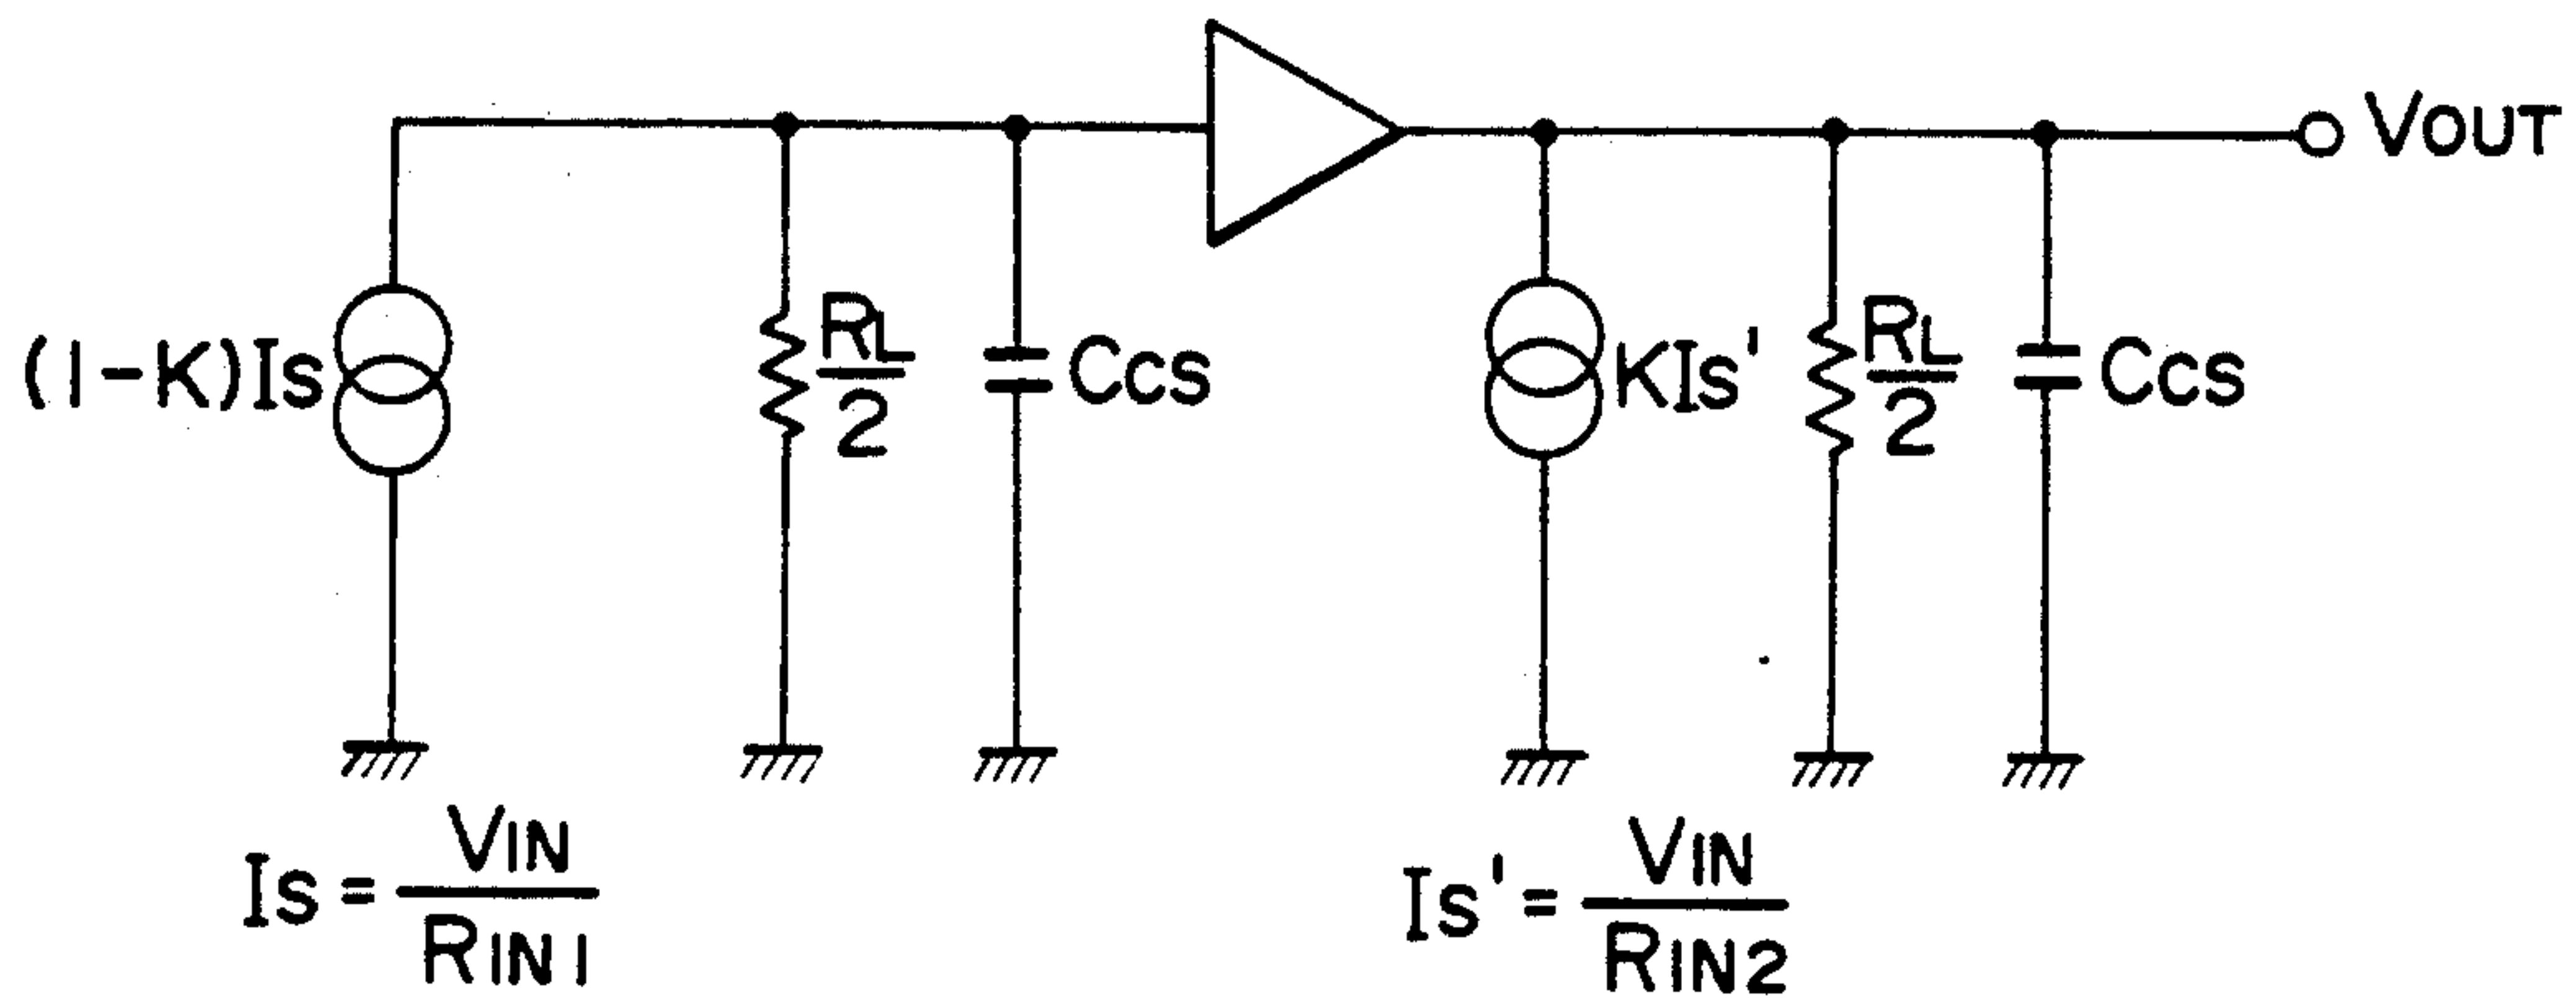 VOUT
(1-K)Is
RL/2
Ccs
KIs'
RL/2
Ccs
Is = VIN/RIN1
Is' = VIN/RIN2